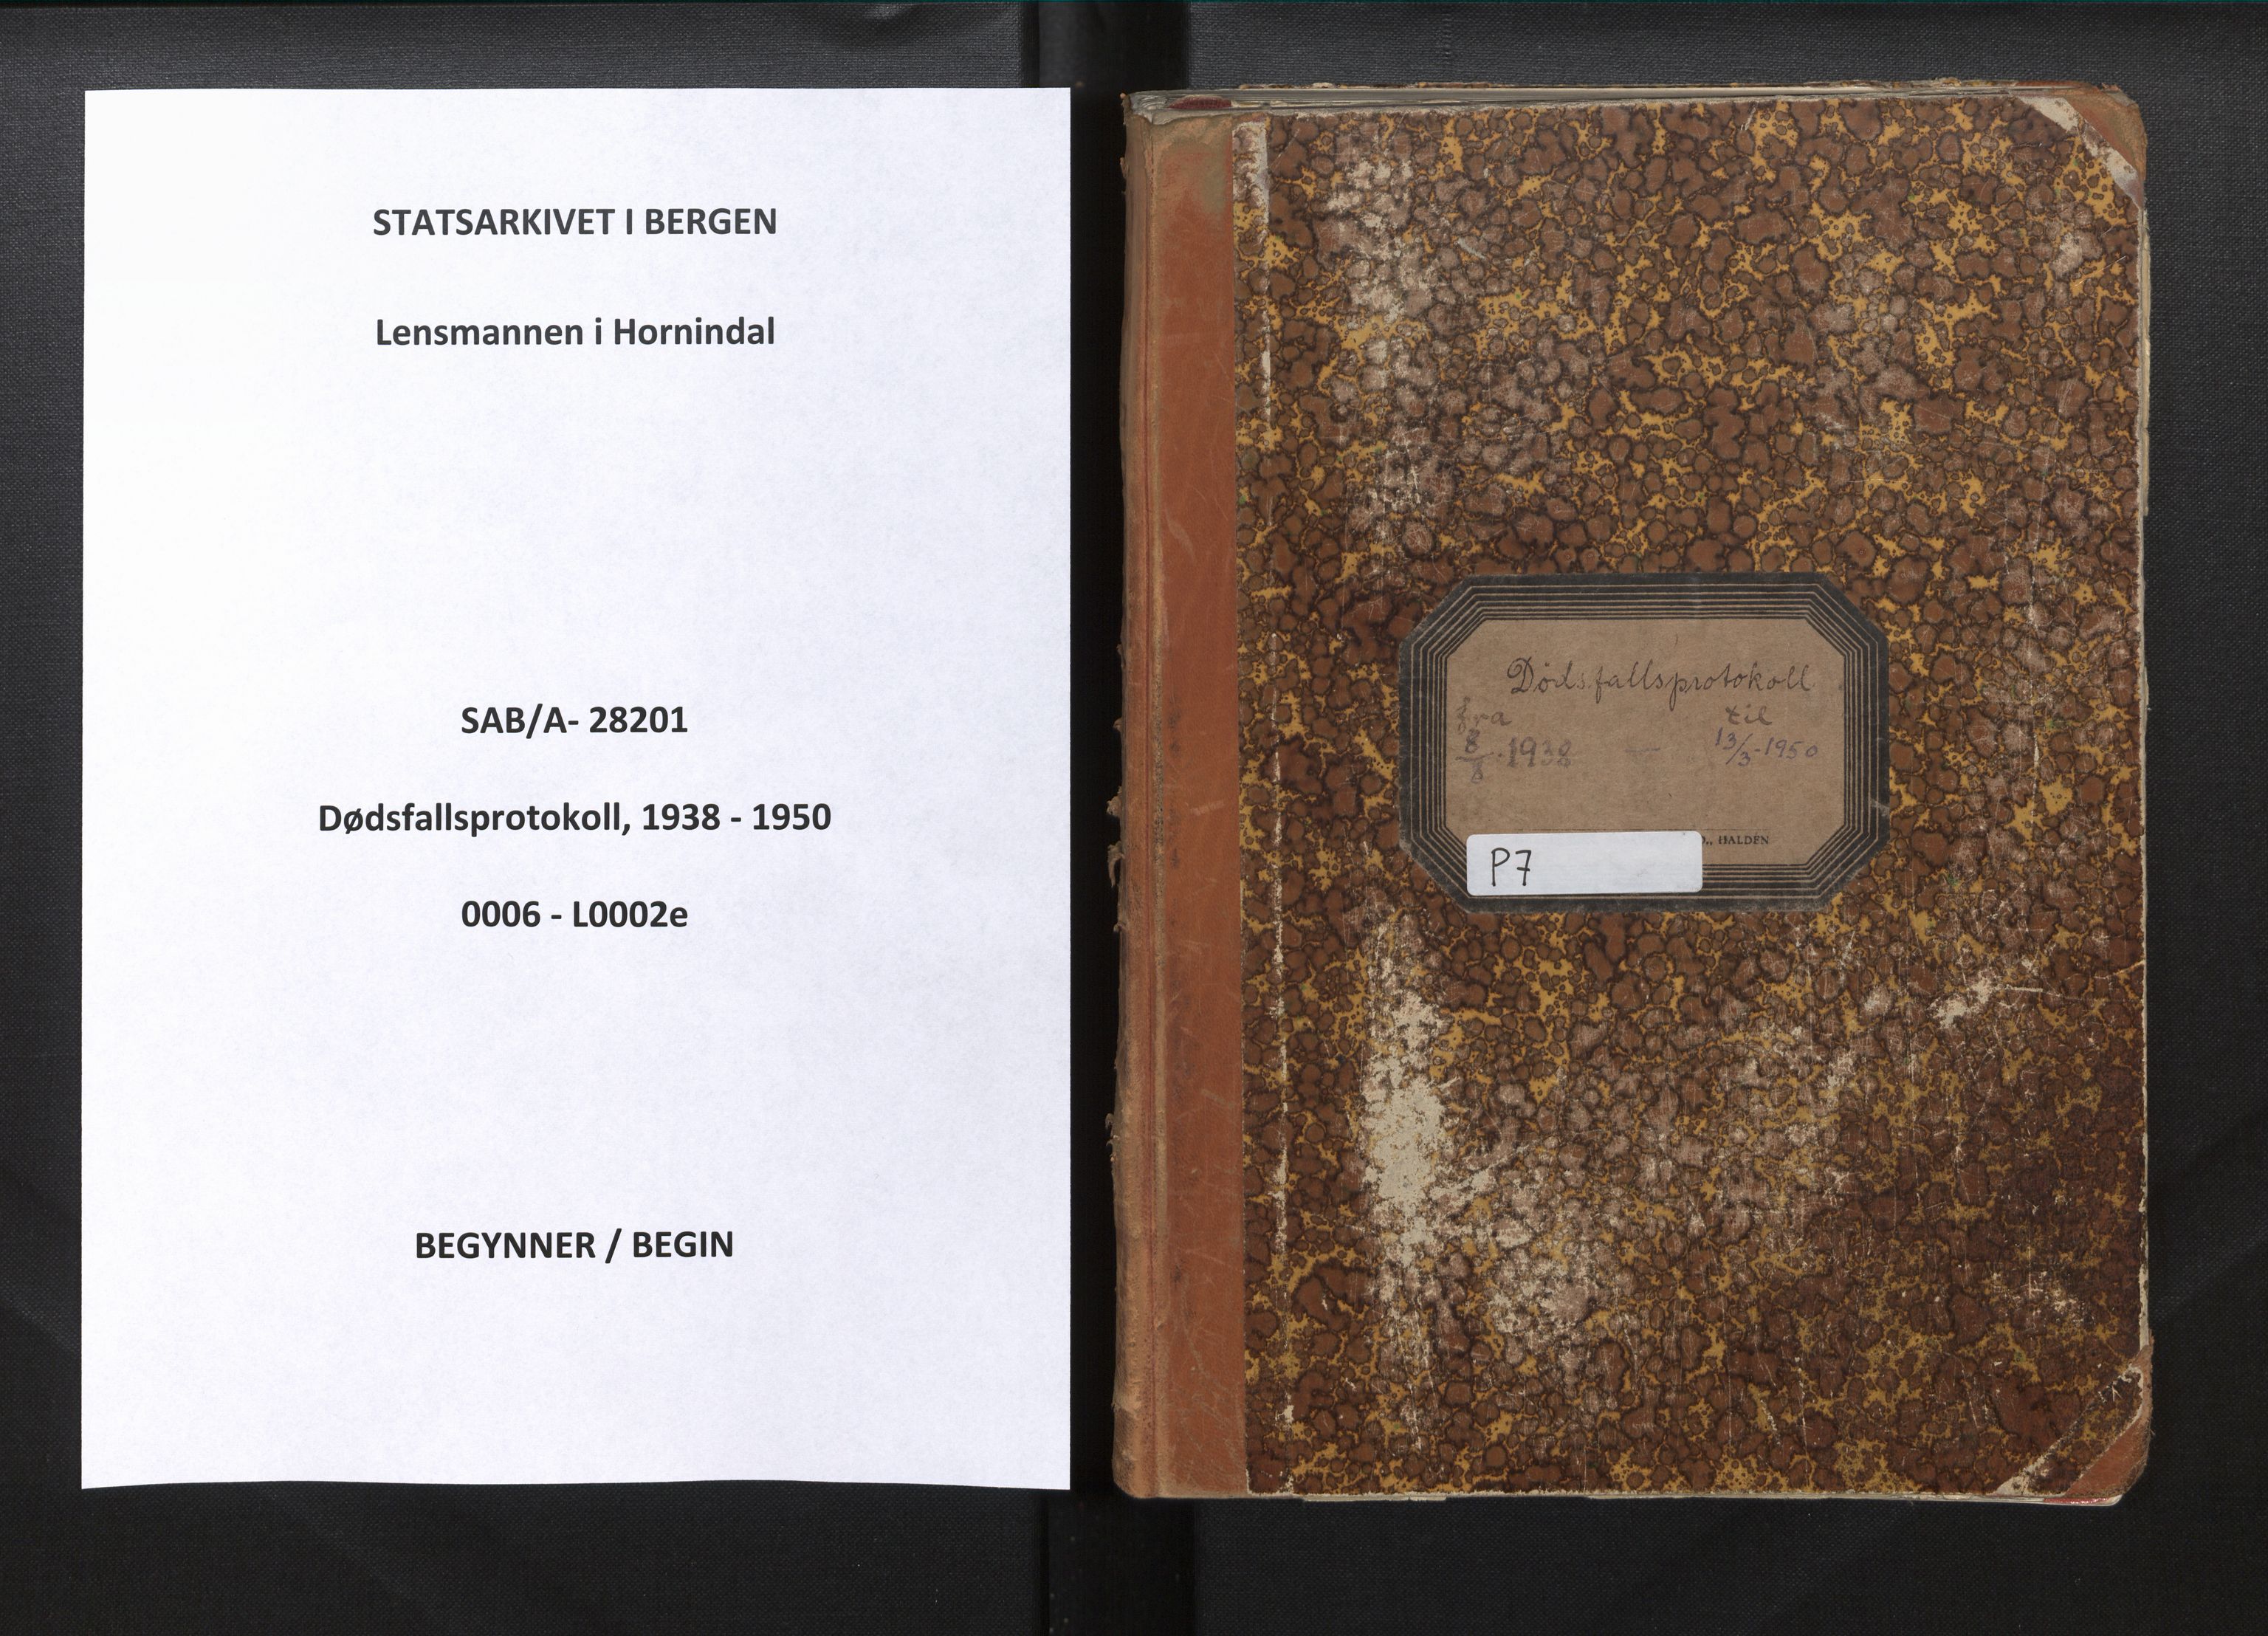 STATSARKIVET I BERGEN
Lensmannen i Hornindal
SAB/A- 28201
Dødsfallsprotokoll, 1938 - 1950
0006 - L0002e
BEGYNNER / BEGIN
Dødsfallsprotokoll
fra til
8/8-1938 — 13/3-1950
HALDEN
P7